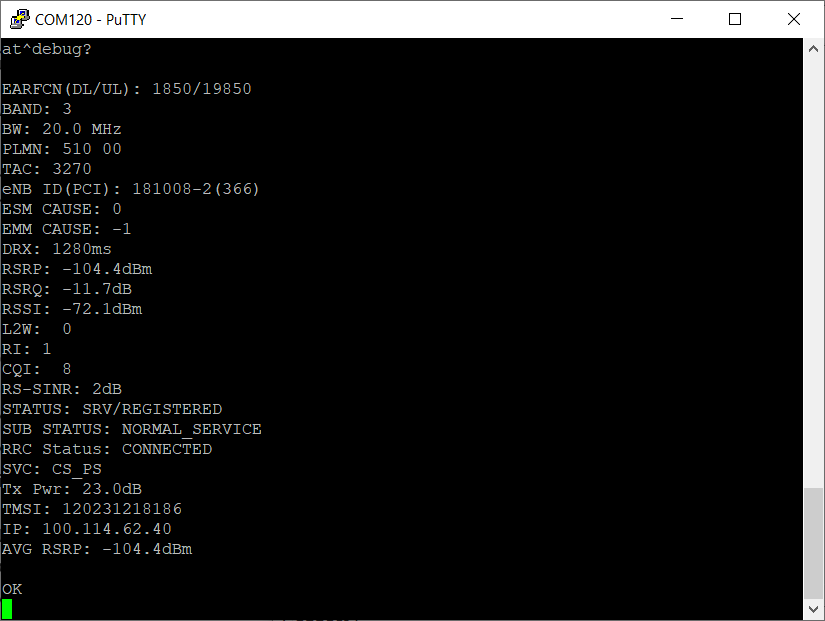 COM120 - PuTTY
at^debug?
EARFCN(DL/UL): 1850/19850
BAND: 3
BW: 20.0 MHz
PLMN: 510 00
TAC: 3270
eNB ID(PCI): 181008-2(366)
ESM CAUSE: 0
EMM CAUSE: -1
DRX: 1280ms
RSRP: -104.4dBm
RSRQ: -11.7dB
RSSI: -72.1dBm
L2W:  0
RI: 1
CQI:  8
RS-SINR: 2dB
STATUS: SRV/REGISTERED
SUB STATUS: NORMAL_SERVICE
RRC Status: CONNECTED
SVC: CS_PS
Tx Pwr: 23.0dB
TMSI: 120231218186
IP: 100.114.62.40
AVG RSRP: -104.4dBm
OK